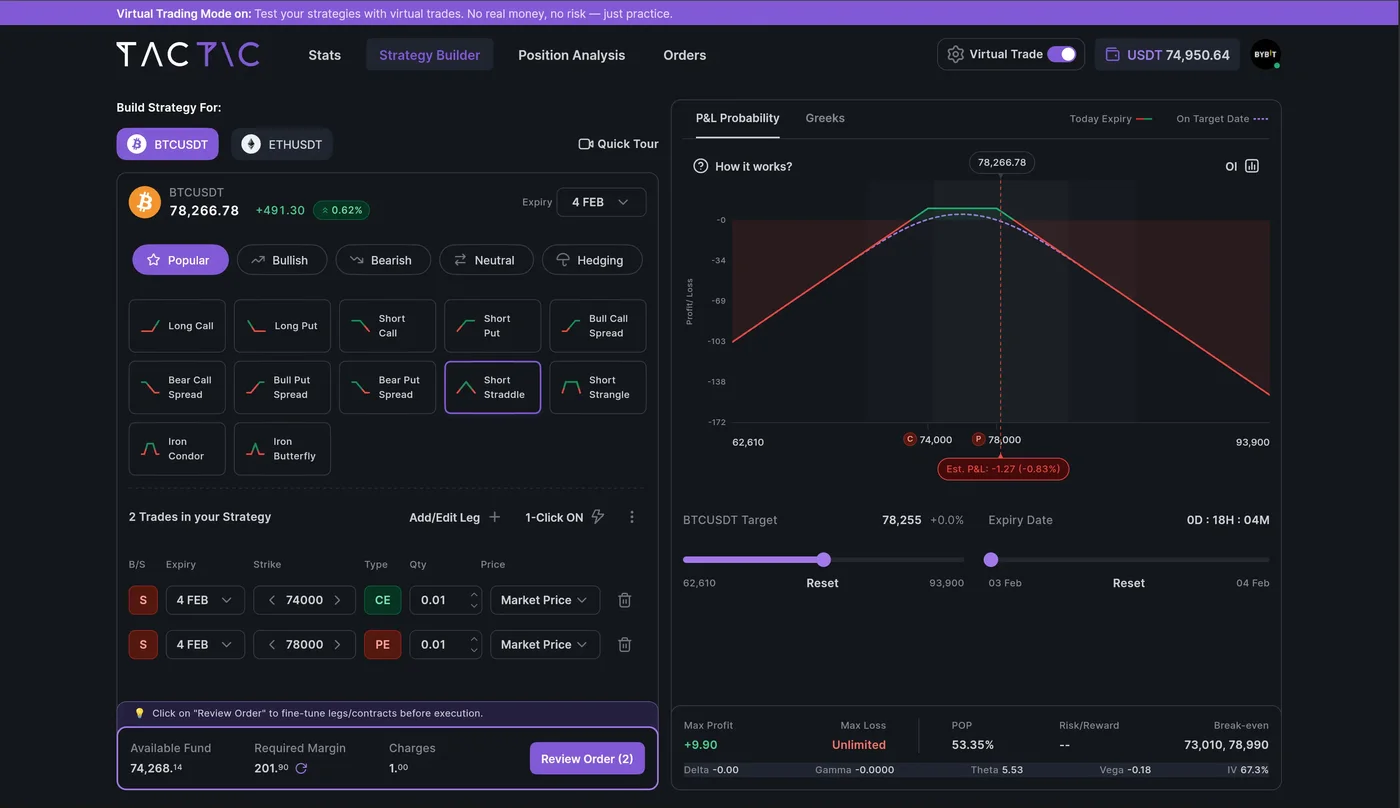 Virtual Trading Mode on: Test your strategies with virtual trades. No real money, no risk — just practice.
TACTAC
Stats
Strategy Builder
Position Analysis
Orders
Virtual Trade
USDT 74,950.64
BYBIT
Build Strategy For:
BTCUSDT
ETHUSDT
Quick Tour
BTCUSDT
78,266.78
+491.30
0.62%
Expiry
4 FEB
Popular
Bullish
Bearish
Neutral
Hedging
Long Call
Long Put
Short
Call
Short
Put
Bull Call
Spread
Bear Call
Spread
Bull Put
Spread
Bear Put
Spread
Short
Straddle
Short
Strangle
Iron
Condor
Iron
Butterfly
2 Trades in your Strategy
Add/Edit Leg
1-Click ON
B/S Expiry Strike Type Qty Price
S 4 FEB 74000 CE 0.01 Market Price
S 4 FEB 78000 PE 0.01 Market Price
Click on "Review Order" to fine-tune legs/contracts before execution.
Available Fund
74,268.14
Required Margin
201.90
Charges
1.00
Review Order (2)
P&L Probability
Greeks
Today Expiry
On Target Date
How it works?
78,266.78
OI
Profit/ Loss
-0
-34
-69
-103
-138
-172
62,610
C 74,000
P 78,000
93,900
Est. P&L: -1.27 (-0.83%)
BTCUSDT Target
78,255 +0.0%
62,610
Reset
93,900
Expiry Date
0D : 18H : 04M
03 Feb
Reset
04 Feb
Max Profit
+9.90
Max Loss
Unlimited
POP
53.35%
Risk/Reward
--
Break-even
73,010, 78,990
Delta -0.00
Gamma -0.0000
Theta 5.53
Vega -0.18
IV 67.3%